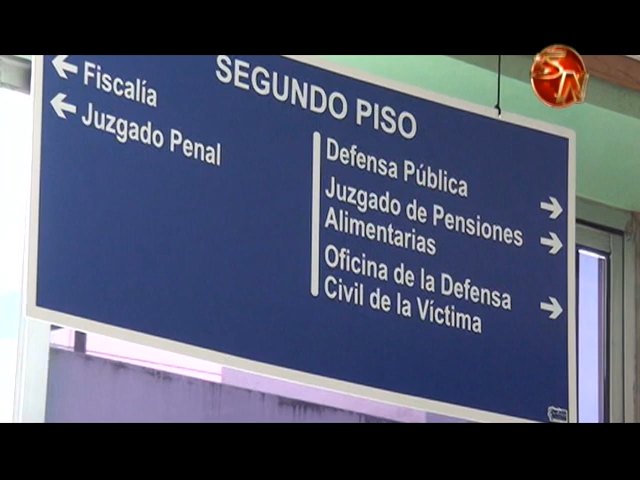 SEGUNDO PISO
← Fiscalía
← Juzgado Penal
Defensa Pública →
Juzgado de Pensiones
Alimentarias →
Oficina de la Defensa
Civil de la Víctima →
SN